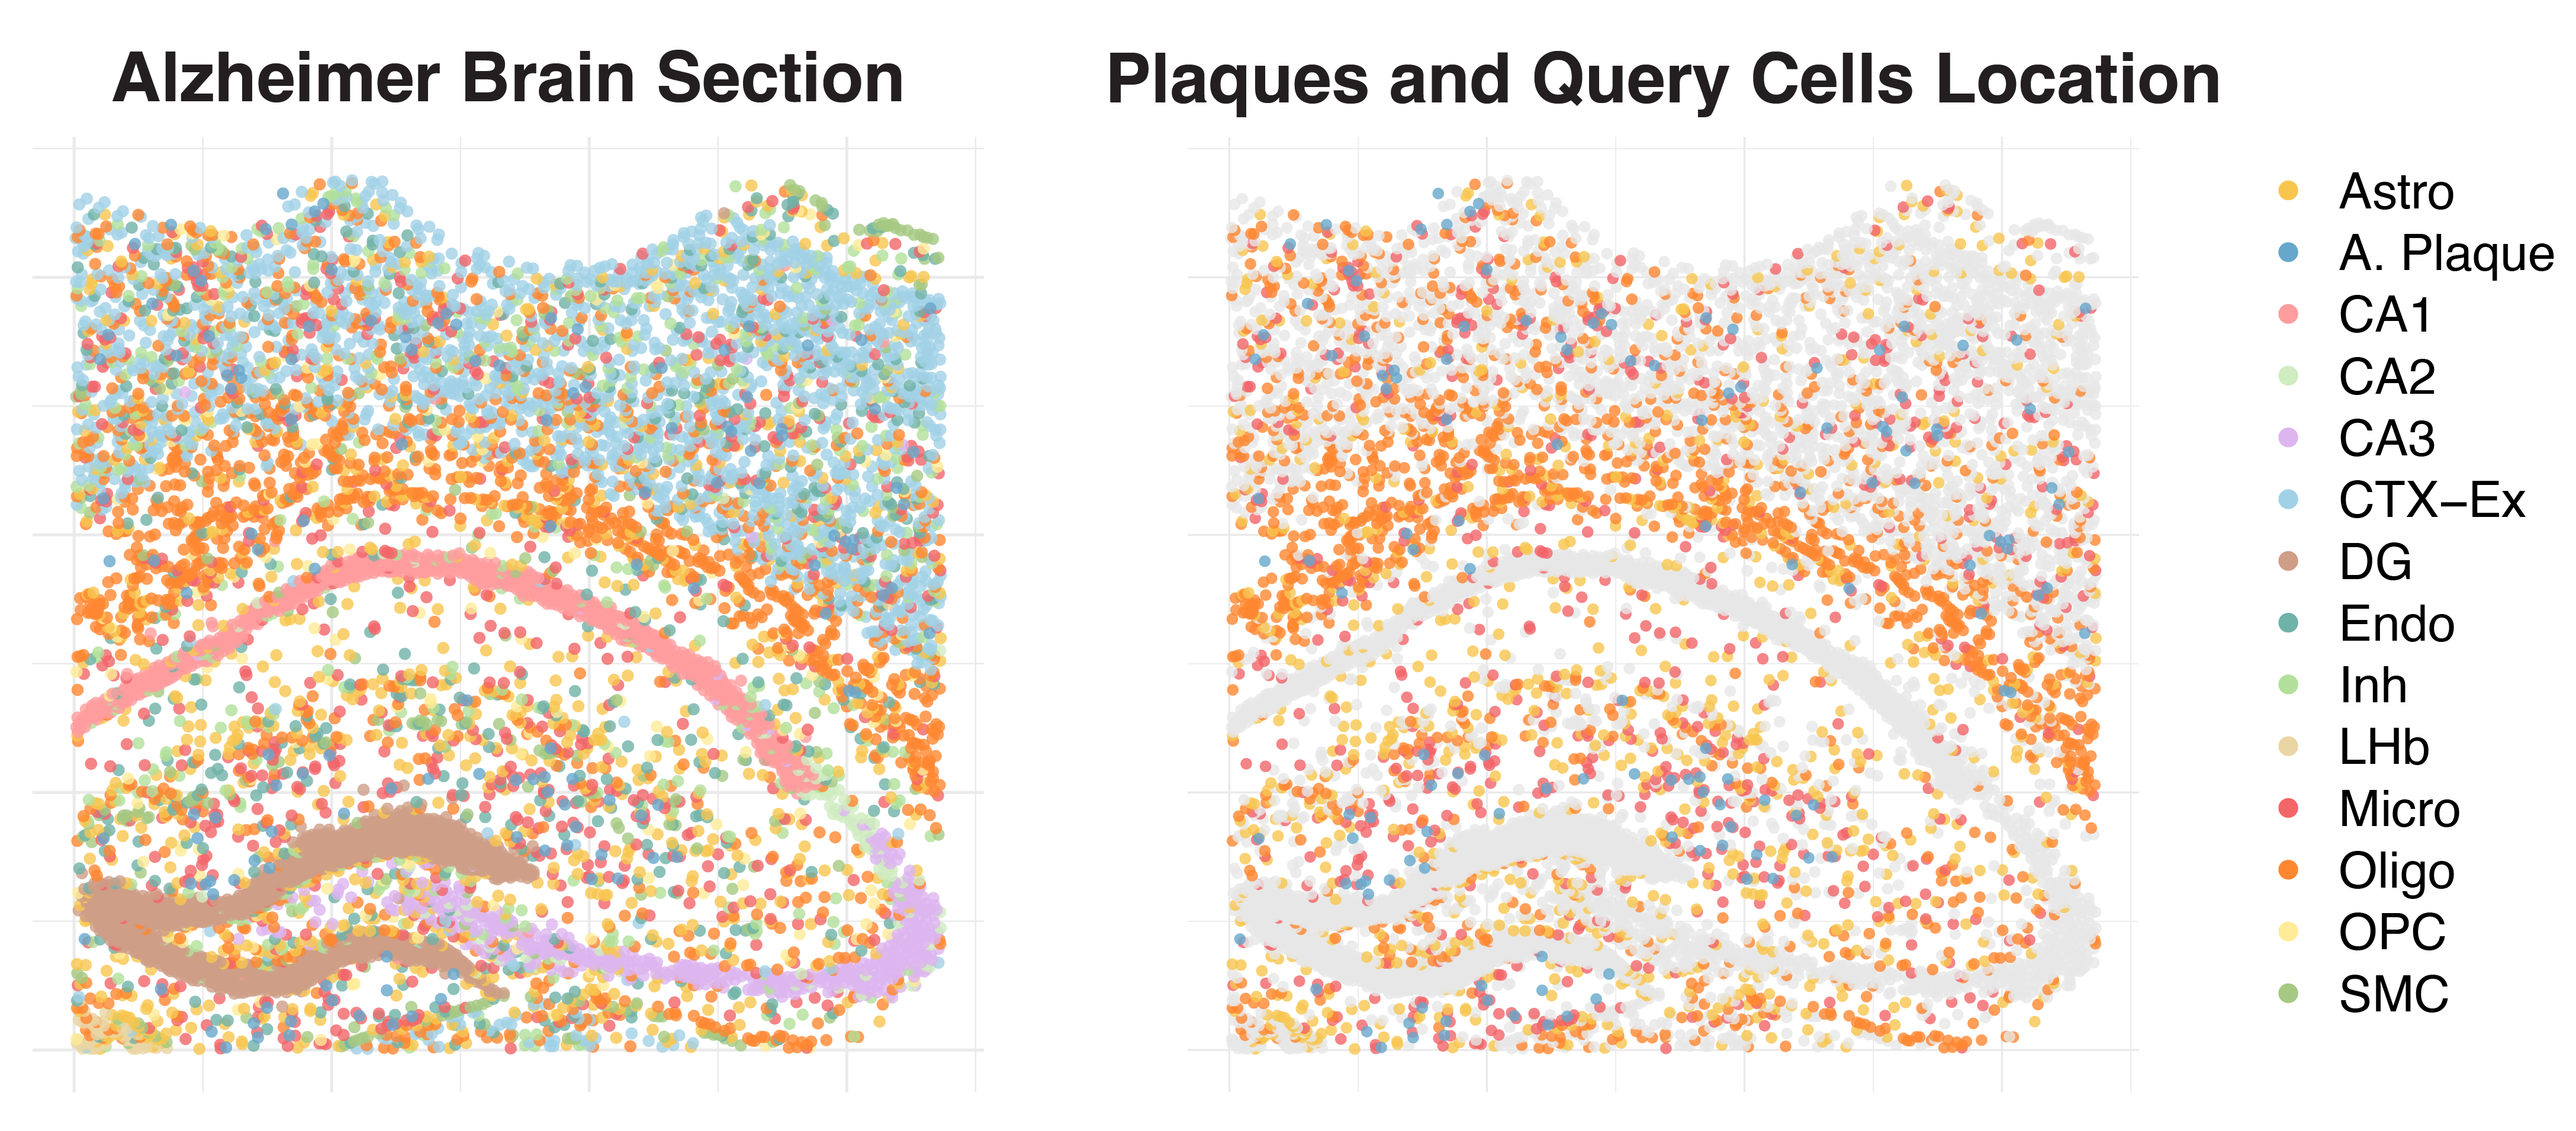 Alzheimer Brain Section
Plaques and Query Cells Location
Astro
A. Plaque
CA1
CA2
CA3
CTX−Ex
DG
Endo
Inh
LHb
Micro
Oligo
OPC
SMC